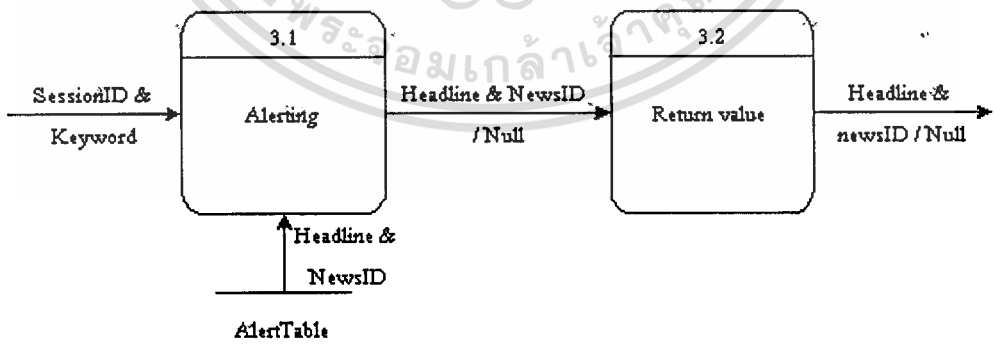 3.1
3.2
SessionID &
Keyword
Alerting
Headline & NewsID
/ Null
Return value
Headline &
newsID / Null
Headline &
NewsID
AlertTable